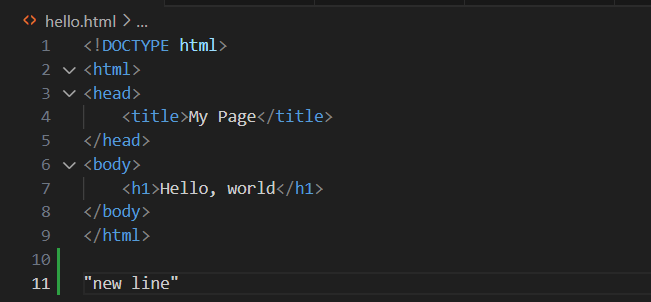 hello.html > ...
1 <!DOCTYPE html>
2 <html>
3 <head>
4     <title>My Page</title>
5 </head>
6 <body>
7     <h1>Hello, world</h1>
8 </body>
9 </html>
10
11 "new line"